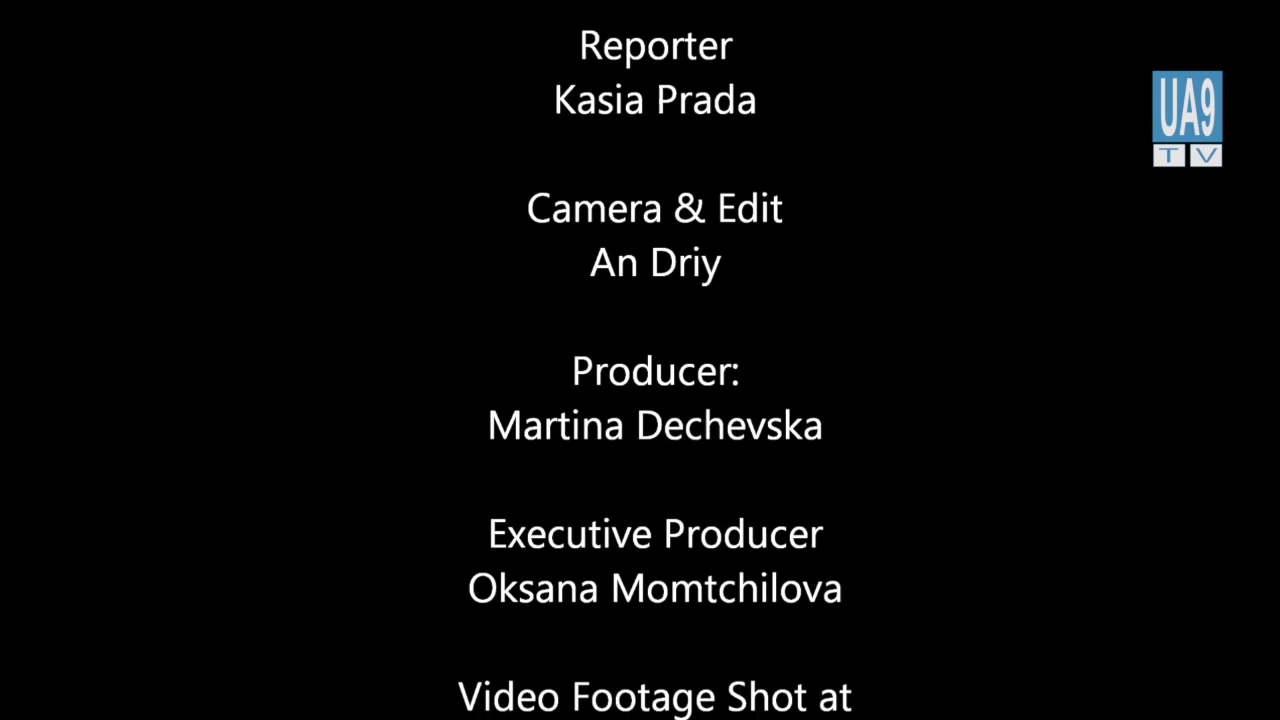 Reporter
Kasia Prada
UA9
TV
Camera & Edit
An Driy
Producer:
Martina Dechevska
Executive Producer
Oksana Momtchilova
Video Footage Shot at